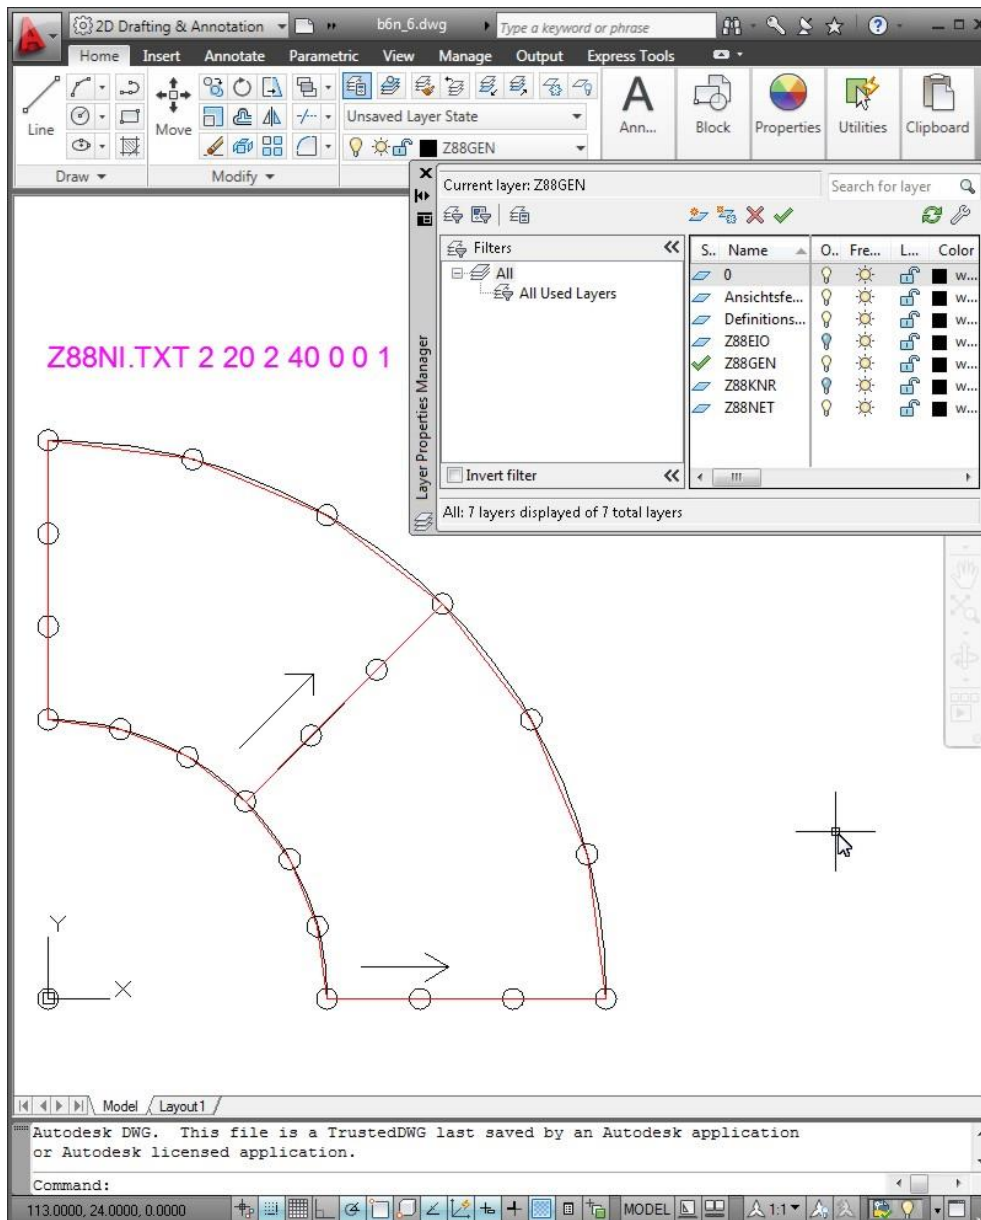 2D Drafting & Annotation
b6n_6.dwg
Type a keyword or phrase
Home Insert Annotate Parametric View Manage Output Express Tools
Line
Move
Unsaved Layer State
Z88GEN
Ann...
Block
Properties
Utilities
Clipboard
Draw
Modify
Current layer: Z88GEN
Search for layer
Filters
All
All Used Layers
Invert filter
S.. Name O.. Fre... L... Color
0 w...
Ansichtsfe... w...
Definitions... w...
Z88EIO w...
Z88GEN w...
Z88KNR w...
Z88NET w...
All: 7 layers displayed of 7 total layers
Layer Properties Manager
Z88NI.TXT 2 20 2 40 0 0 1
Y
X
Model Layout1
Autodesk DWG. This file is a TrustedDWG last saved by an Autodesk application
or Autodesk licensed application.
Command:
113.0000, 24.0000, 0.0000
MODEL
1:1